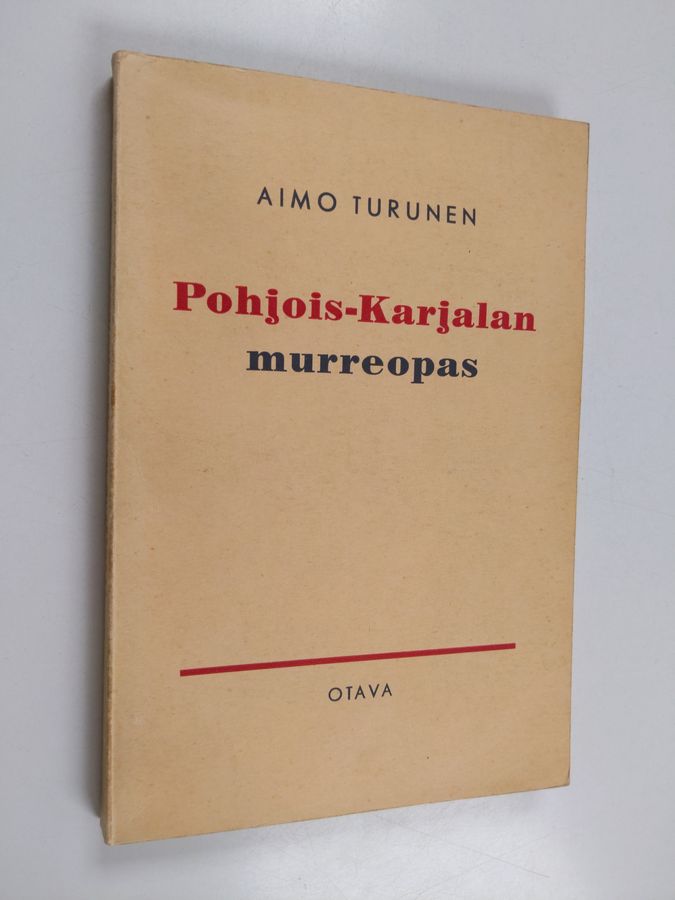 AIMO TURUNEN
Pohjois-Karjalan
murreopas
OTAVA